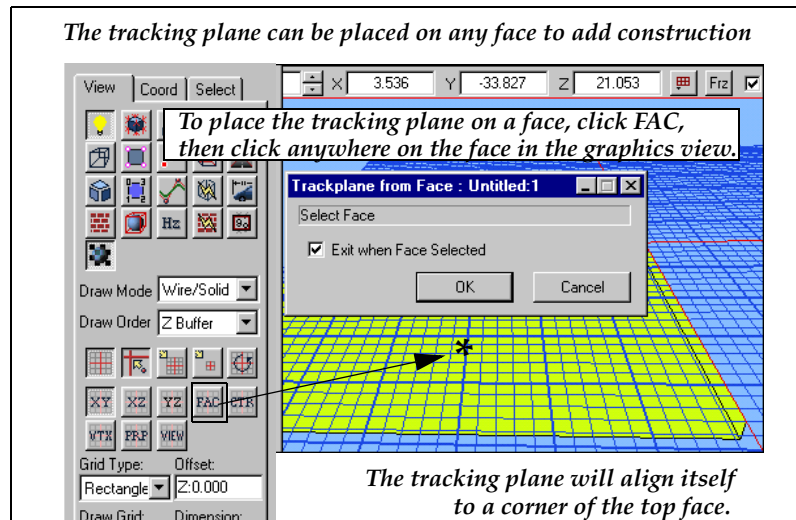 The tracking plane can be placed on any face to add construction
View Coord Select
X 3.536 Y -33.827 Z 21.053 Frz
To place the tracking plane on a face, click FAC,
then click anywhere on the face in the graphics view.
Trackplane from Face : Untitled:1
Select Face
Exit when Face Selected
OK Cancel
Hz
Draw Mode Wire/Solid
Draw Order Z Buffer
XY XZ YZ FAC CTR
VTX PRP VIEW
Grid Type: Offset:
Rectangle Z:0.000
Draw Grid: Dimension:
The tracking plane will align itself
to a corner of the top face.